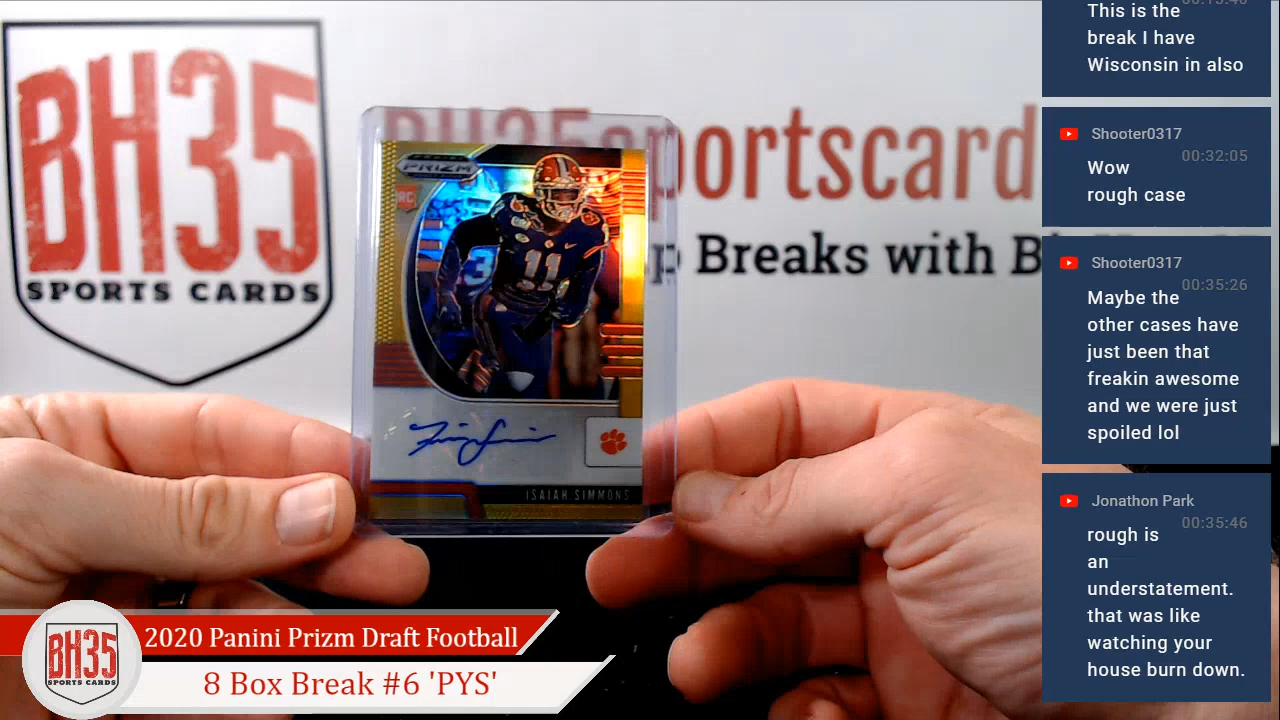 BH35
SPORTS CARDS
BH35sportscard
p Breaks with B
PRIZM
RC
11
ISAIAH SIMMONS
2020 Panini Prizm Draft Football
8 Box Break #6 'PYS'
BH35
SPORTS CARDS
This is the
break I have
Wisconsin in also
Shooter0317
00:32:05
Wow
rough case
Shooter0317
00:35:26
Maybe the
other cases have
just been that
freakin awesome
and we were just
spoiled lol
Jonathon Park
00:35:46
rough is
an
understatement.
that was like
watching your
house burn down.